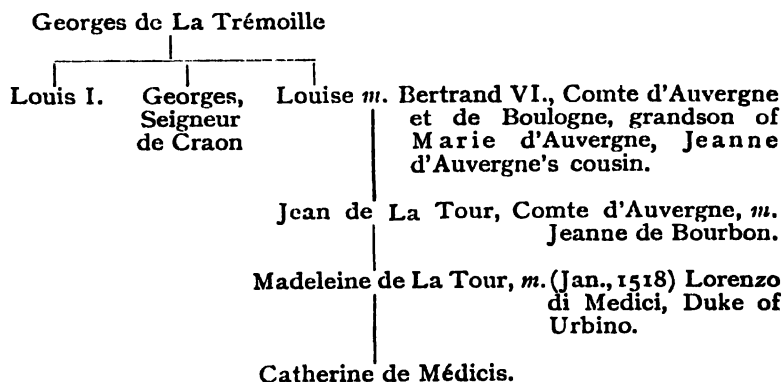 Georges de La Trémoille
Louis I. Georges, Louise m. Bertrand VI., Comte d'Auvergne
Seigneur et de Boulogne, grandson of
de Craon Marie d'Auvergne, Jeanne
d'Auvergne's cousin.
Jean de La Tour, Comte d'Auvergne, m.
Jeanne de Bourbon.
Madeleine de La Tour, m. (Jan., 1518) Lorenzo
di Medici, Duke of
Urbino.
Catherine de Médicis.